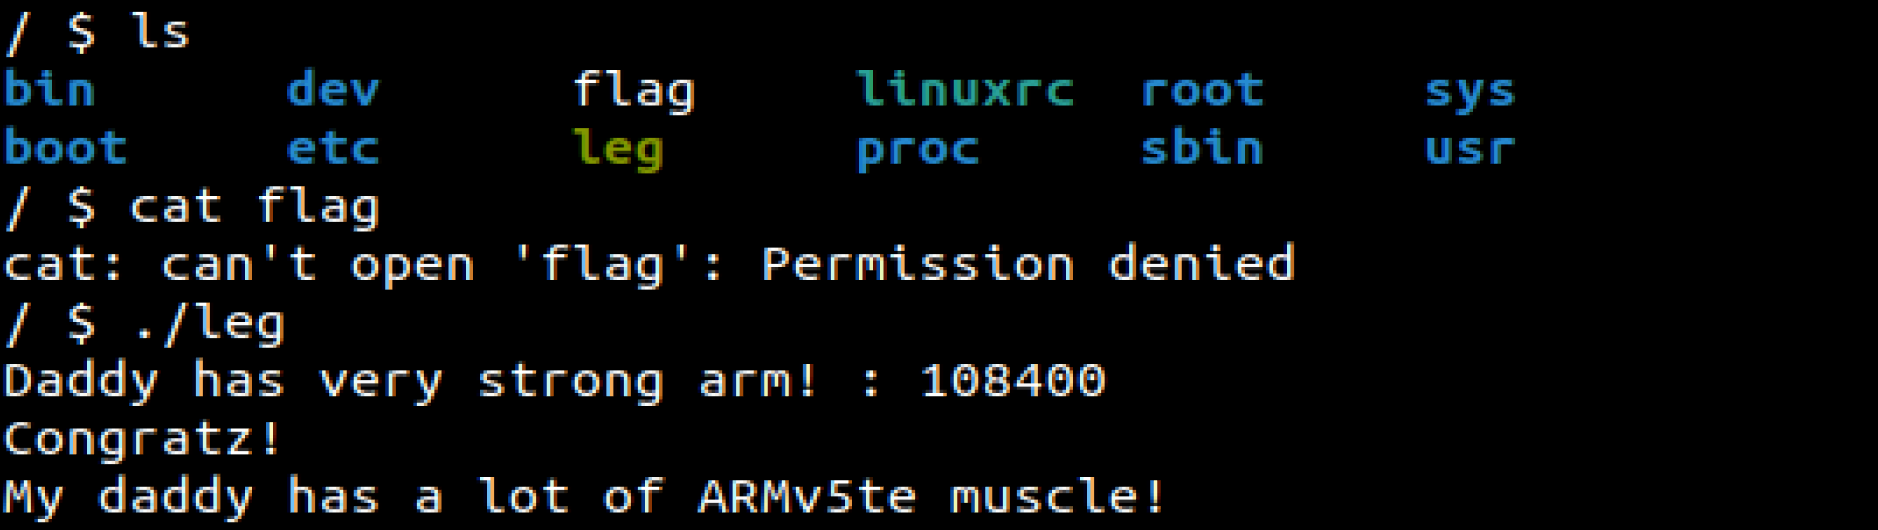 / $ ls
bin dev flag linuxrc root sys
boot etc leg proc sbin usr
/ $ cat flag
cat: can't open 'flag': Permission denied
/ $ ./leg
Daddy has very strong arm! : 108400
Congratz!
My daddy has a lot of ARMv5te muscle!